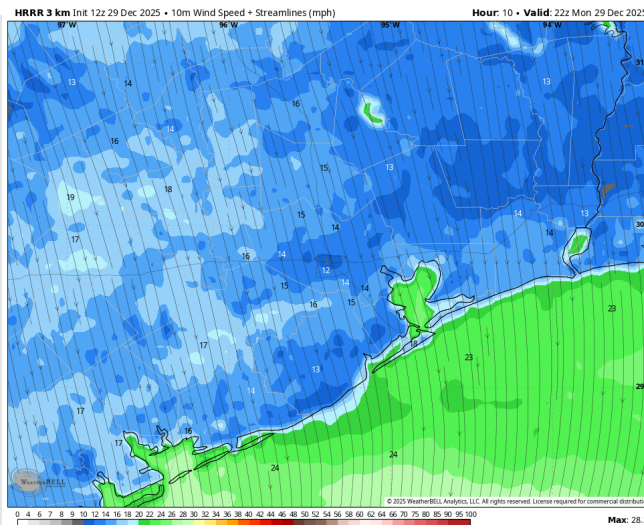 HRRR 3 km Init 12z 29 Dec 2025 • 10m Wind Speed + Streamlines (mph) Hour: 10 • Valid: 22z Mon 29 Dec 2025
97 W 96 W 95 W 94 W
31
13 14 13
16
16 14
15 13
18
19
15 14 13
17 14 14 30
16 14
12
15 14 14
16 15
23
18
17 23
13 29
14
17
17 16
24
24
WeatherBELL
© 2025 WeatherBELL Analytics, LLC. All rights reserved. License required for commercial distributio
0 4 6 7 8 9 10 12 14 16 18 20 22 24 26 28 30 32 34 36 38 40 42 44 46 48 50 52 54 56 58 60 62 64 66 70 75 80 85 90 95 100
Max: 28.